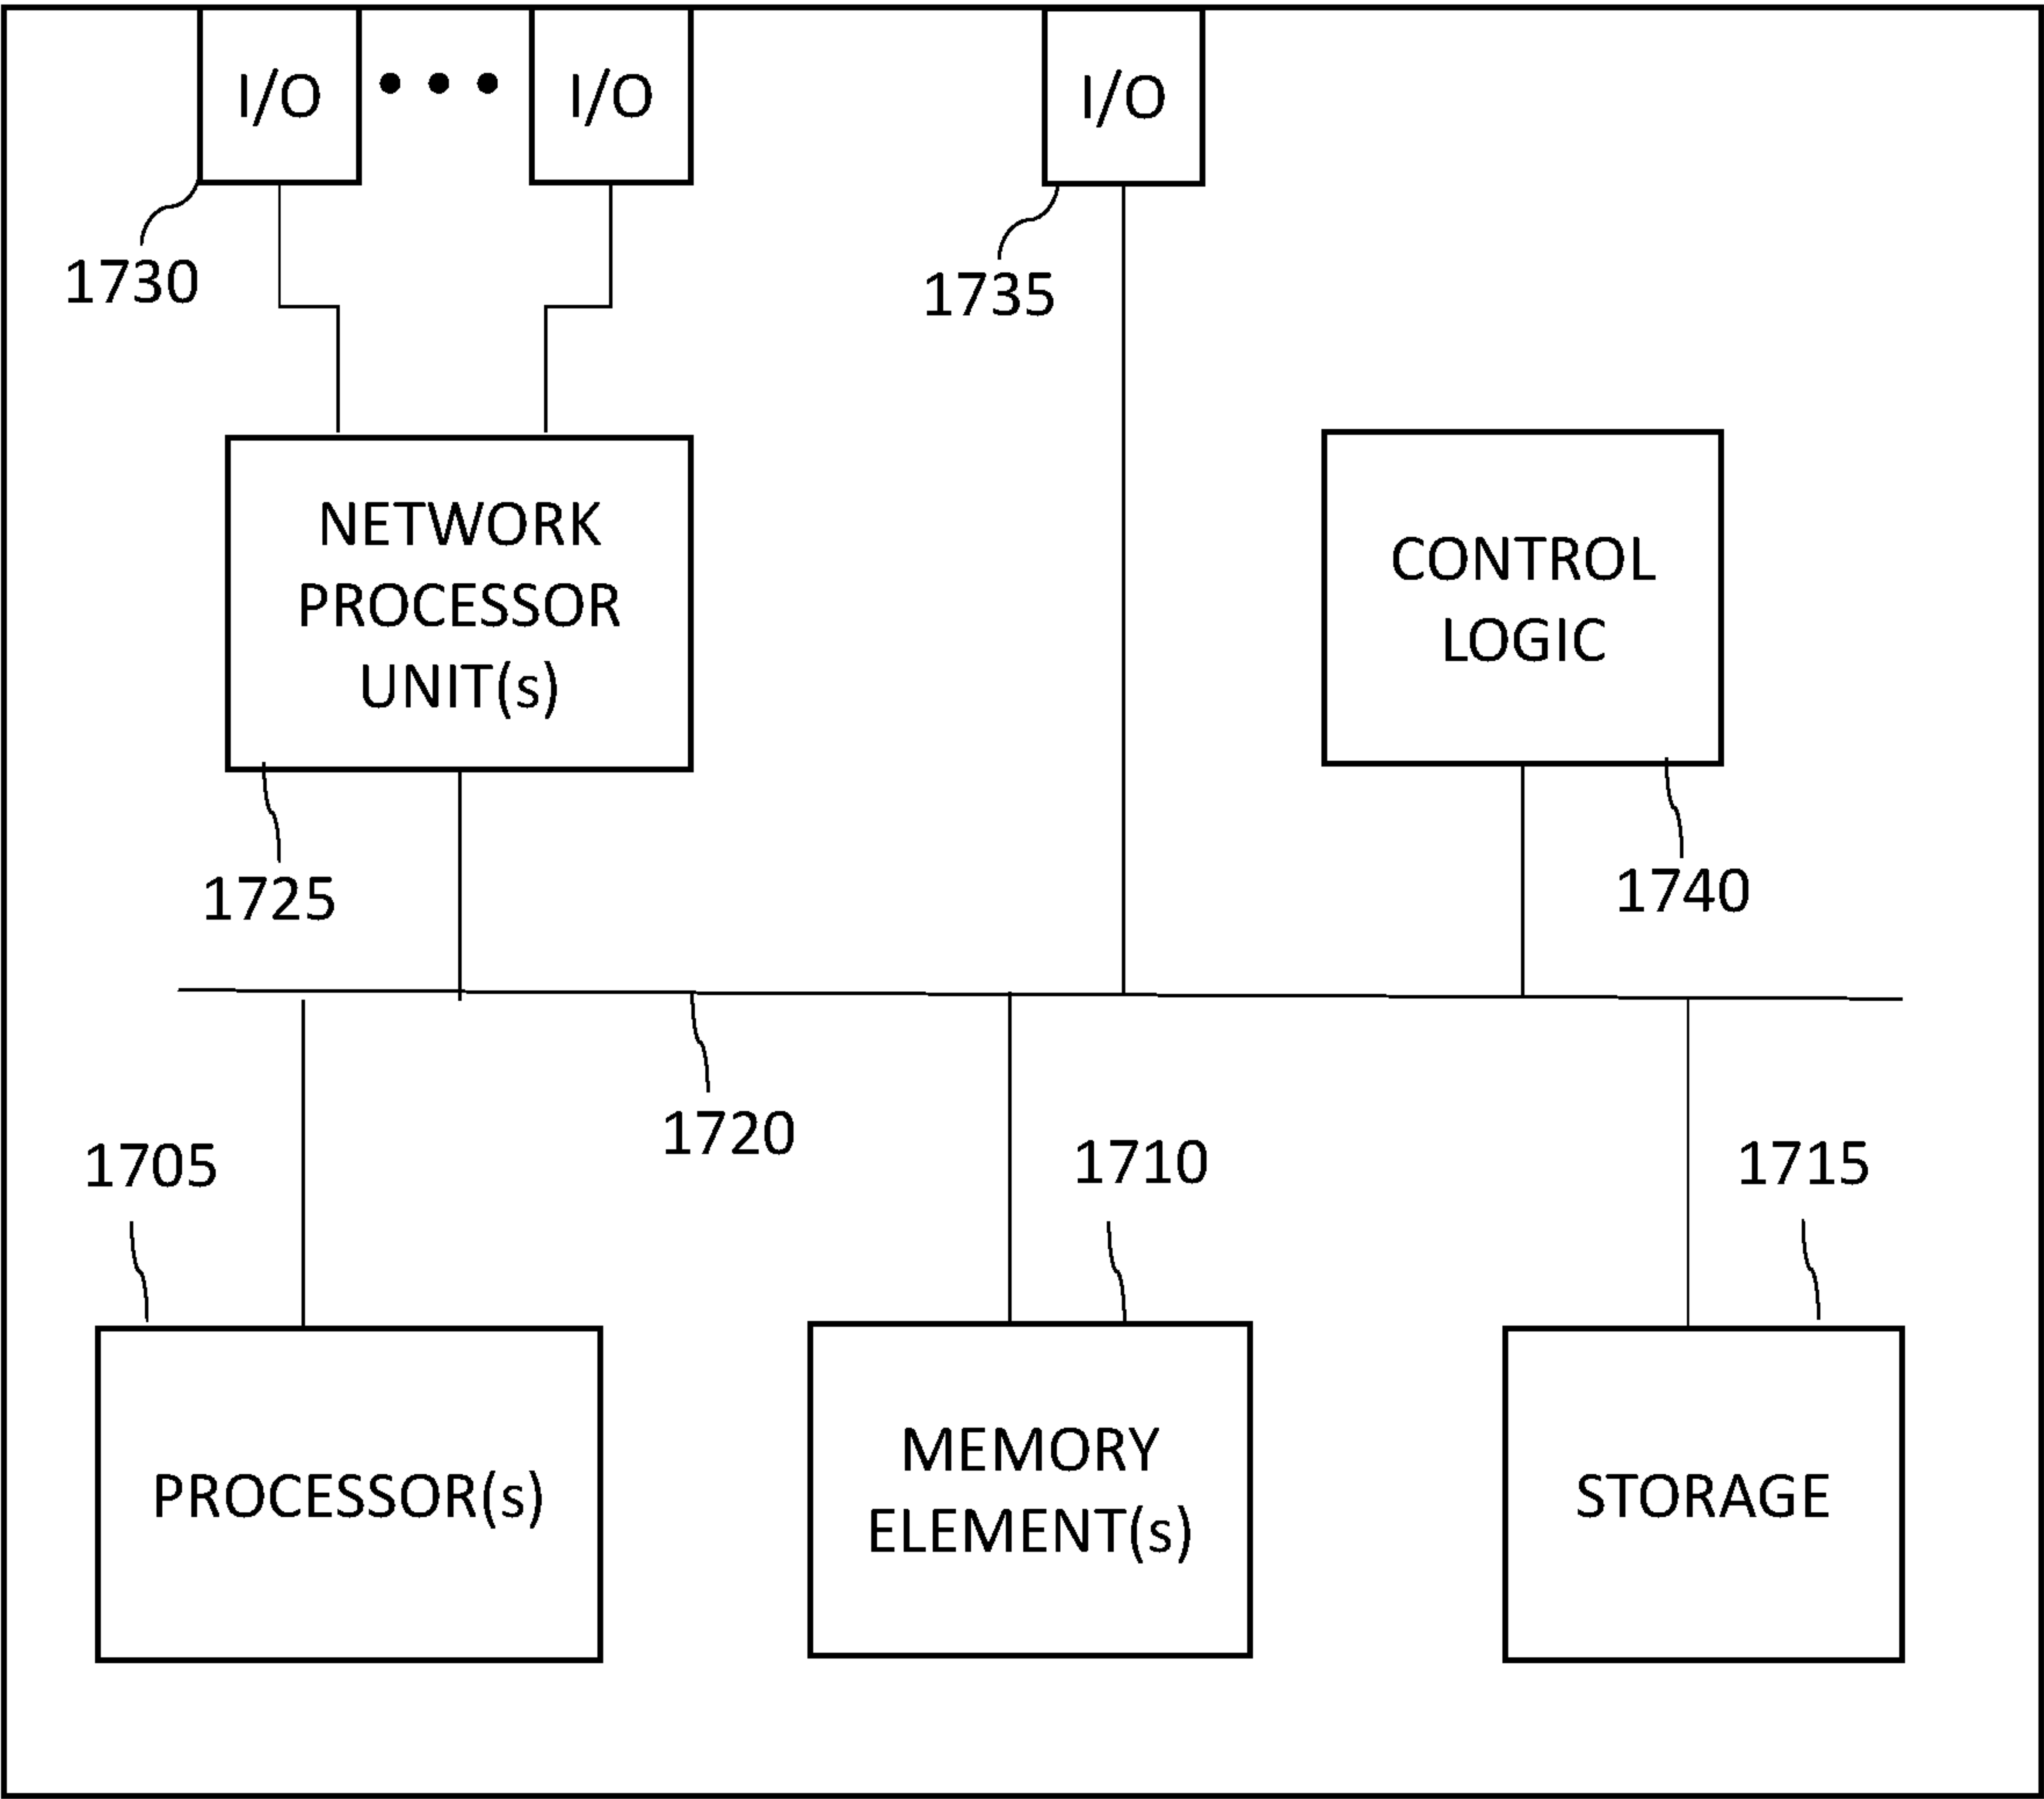 I/O
I/O
I/O
1730
1735
NETWORK
PROCESSOR
UNIT(s)
CONTROL
LOGIC
1725
1740
1720
1705
1710
1715
PROCESSOR(s)
MEMORY
ELEMENT(s)
STORAGE